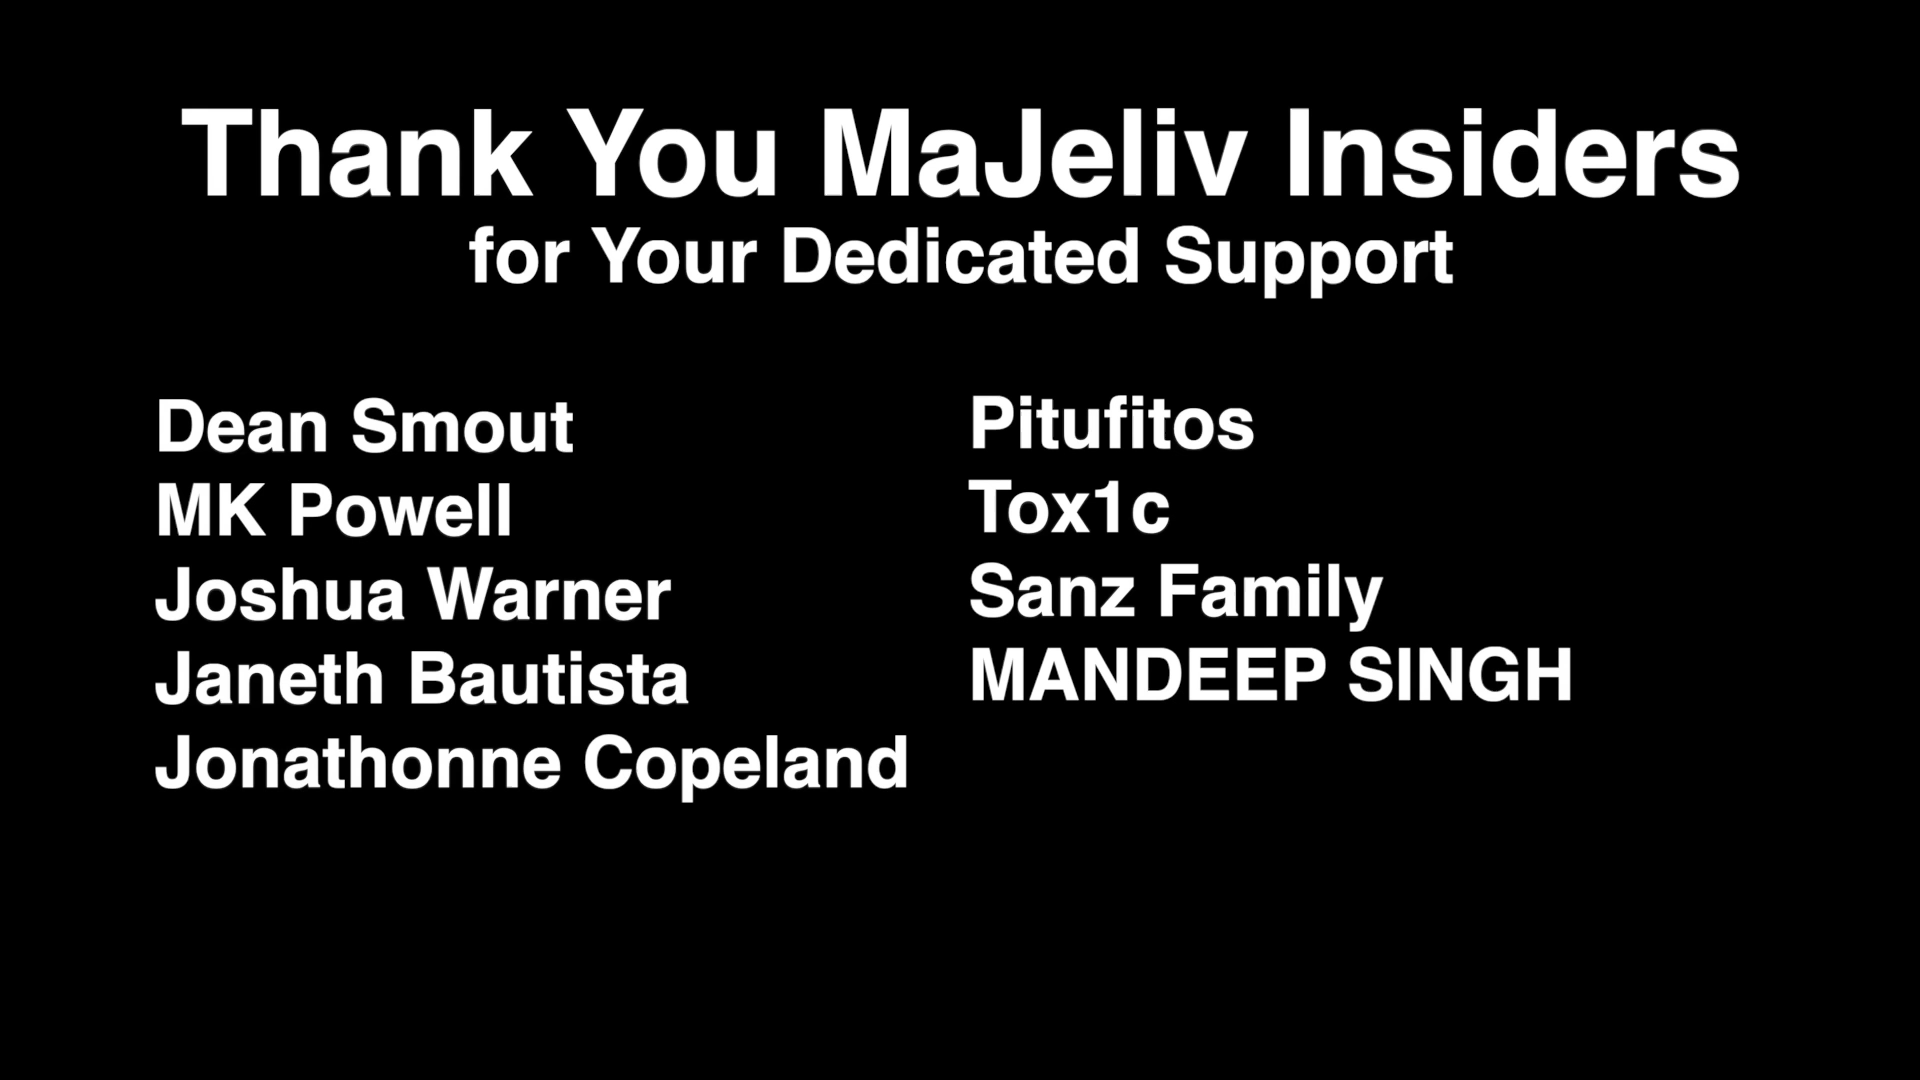 Thank You MaJeliv Insiders
for Your Dedicated Support
Dean Smout
MK Powell
Joshua Warner
Janeth Bautista
Jonathonne Copeland
Pitufitos
Tox1c
Sanz Family
MANDEEP SINGH